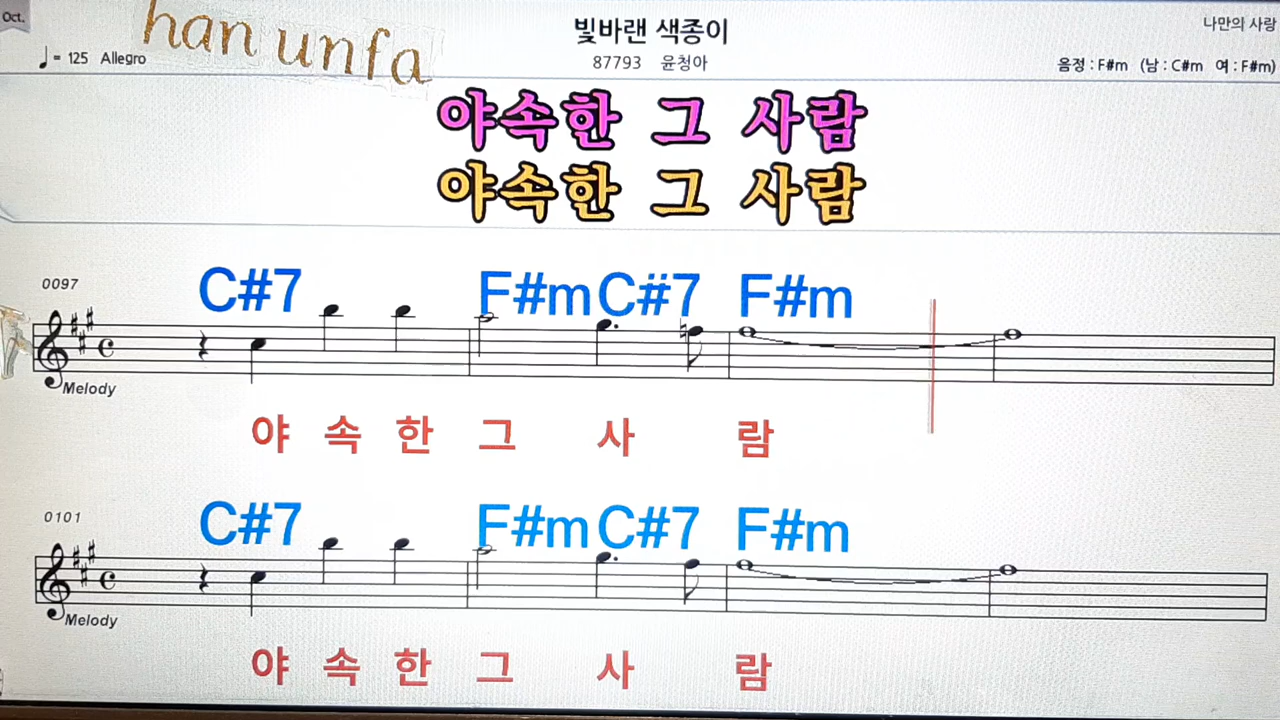 Oct.
han unfa
빛바랜 색종이
나만의 사랑
♩= 125 Allegro
87793 윤청아
음정 : F#m (남 : C#m 여 : F#m)
야속한 그 사람
야속한 그 사람
0097
C#7 F#m C#7 F#m
Melody
야 속 한 그 사 람
0101
C#7 F#m C#7 F#m
Melody
야 속 한 그 사 람